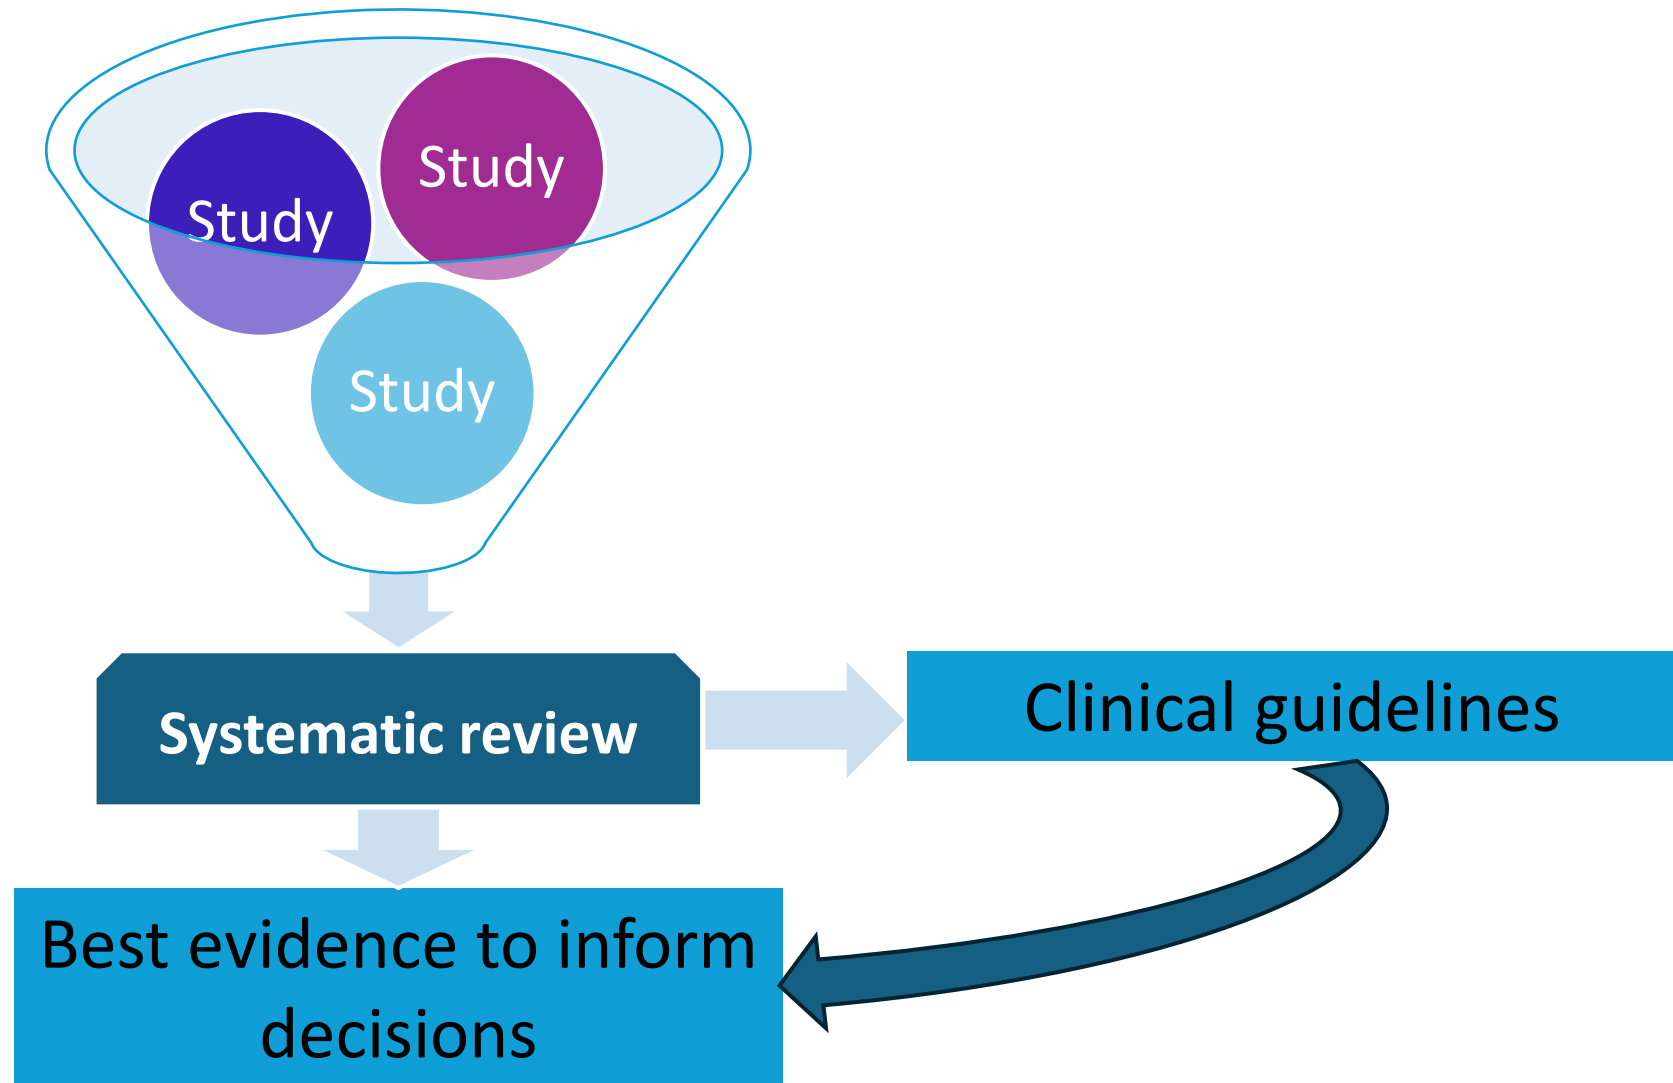 Study
Study
Study
Systematic review
Clinical guidelines
Best evidence to inform
decisions